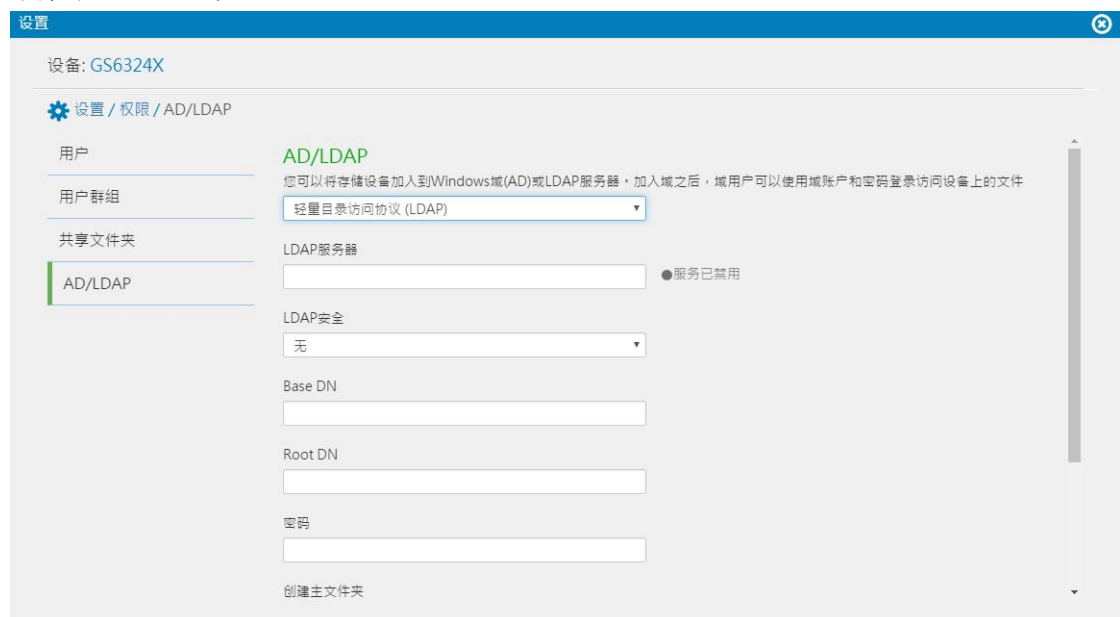 设置
设备: GS6324X
设置 / 权限 / AD/LDAP
用户
用户群组
共享文件夹
AD/LDAP
AD/LDAP
您可以将存储设备加入到Windows域(AD)或LDAP服务器。加入域之后，域用户可以使用域账户和密码登录访问设备上的文件
轻量目录访问协议 (LDAP)
LDAP服务器
●服务已禁用
LDAP安全
无
Base DN
Root DN
密码
创建主文件夹